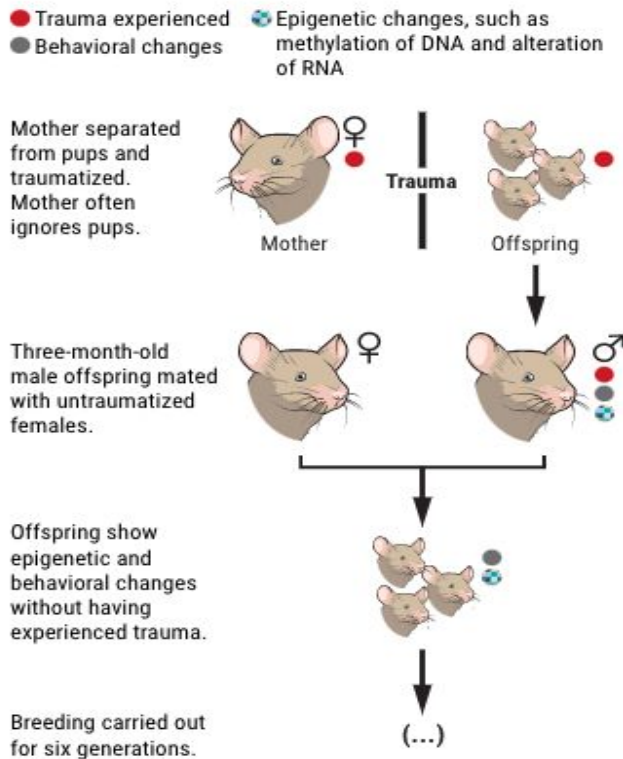 Trauma experienced
Behavioral changes
Epigenetic changes, such as
methylation of DNA and alteration
of RNA
Mother separated
from pups and
traumatized.
Mother often
ignores pups.
♀
Trauma
Mother
Offspring
Three-month-old
male offspring mated
with untraumatized
females.
♀
♂
Offspring show
epigenetic and
behavioral changes
without having
experienced trauma.
Breeding carried out
for six generations.
(...)